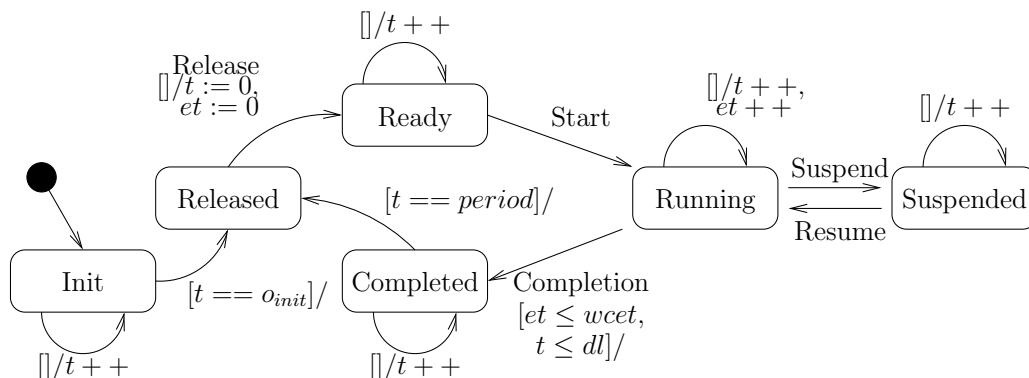 []/t + +
Release
[]/t := 0,
et := 0
Ready
Start
[]/t + +,
et + +
[]/t + +
Released
[t == period]/
Running
Suspend
Resume
Suspended
Init
[t == o_init]/
Completed
Completion
[et ≤ wcet,
t ≤ dl]/
[]/t + +
[]/t + +